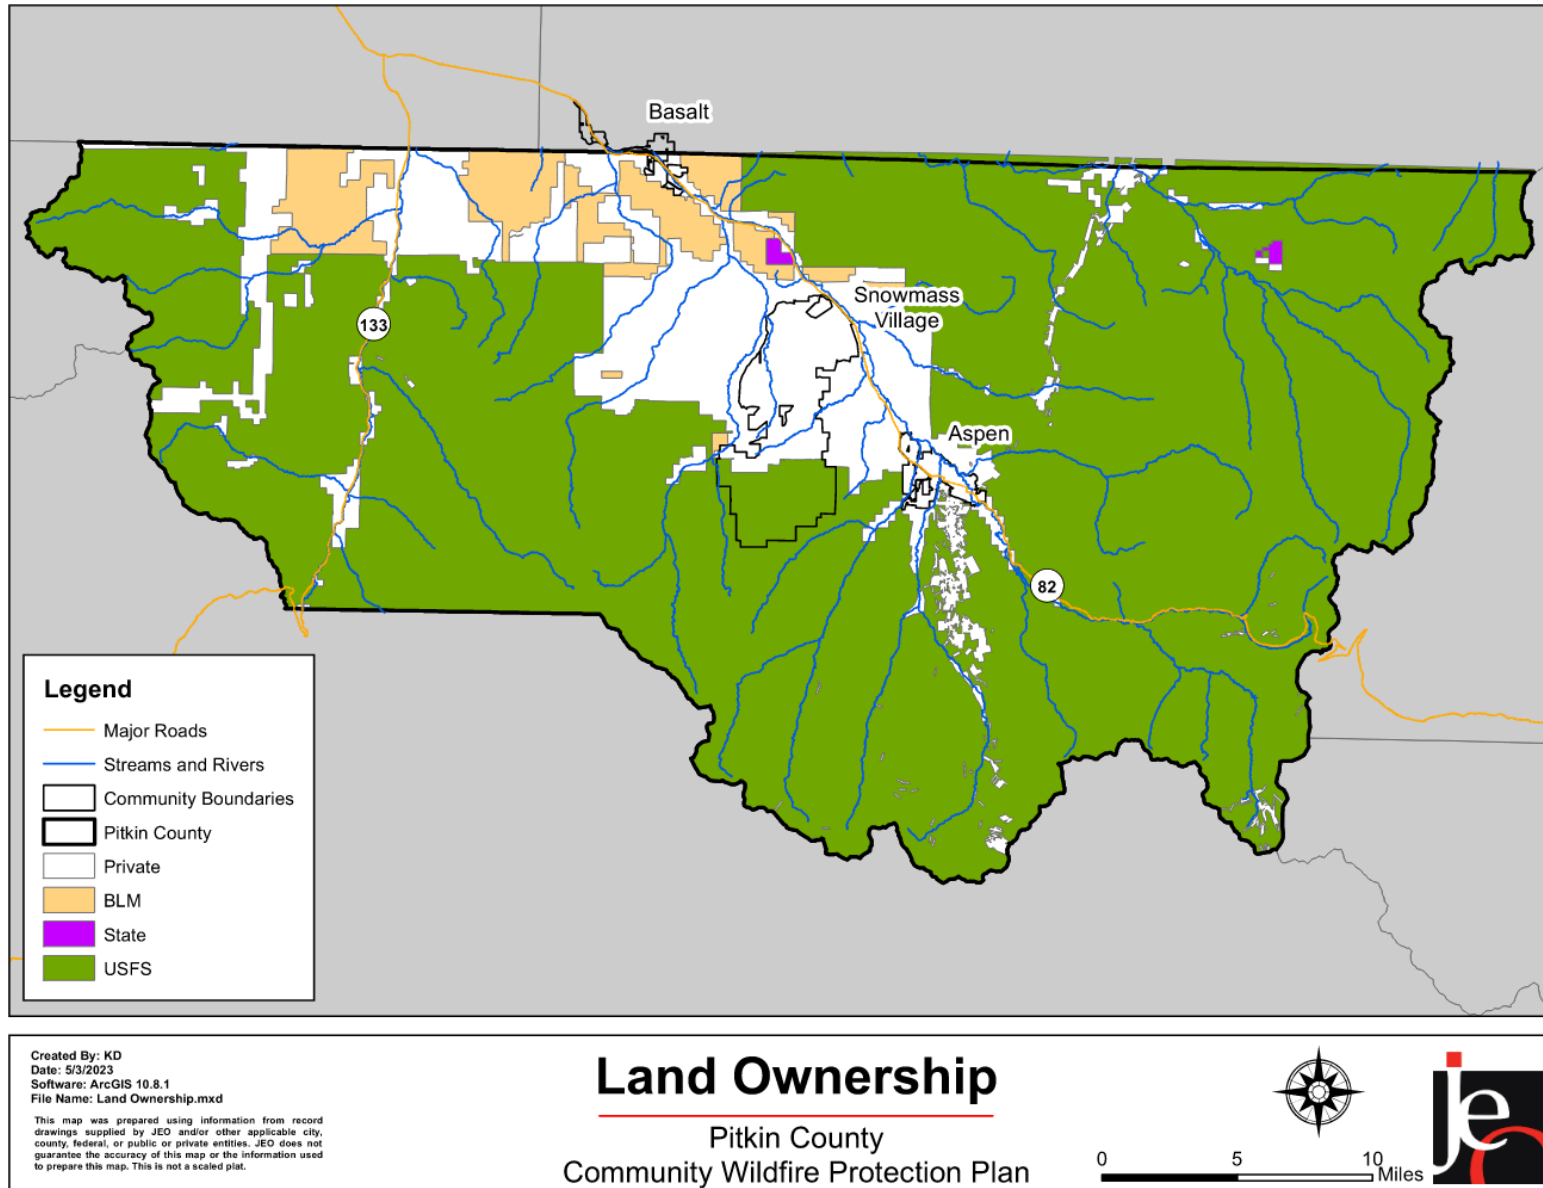 Basalt
Snowmass
Village
133
Aspen
82
Legend
Major Roads
Streams and Rivers
Community Boundaries
Pitkin County
Private
BLM
State
USFS
Created By: KD
Date: 5/3/2023
Software: ArcGIS 10.8.1
File Name: Land Ownership.mxd
This map was prepared using information from record
drawings supplied by JEO and/or other applicable city,
county, federal, or public or private entities. JEO does not
guarantee the accuracy of this map or the information used
to prepare this map. This is not a scaled plat.
Land Ownership
Pitkin County
Community Wildfire Protection Plan
0 5 10
Miles
jeo